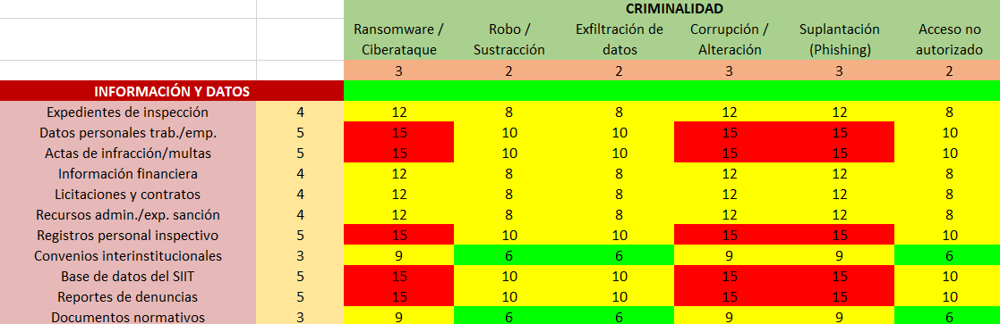 CRIMINALIDAD
Ransomware / Robo / Exfiltración de Corrupción / Suplantación Acceso no
Ciberataque Sustracción datos Alteración (Phishing) autorizado
3 2 2 3 3 2
INFORMACIÓN Y DATOS
Expedientes de inspección 4 12 8 8 12 12 8
Datos personales trab./emp. 5 15 10 10 15 15 10
Actas de infracción/multas 5 15 10 10 15 15 10
Información financiera 4 12 8 8 12 12 8
Licitaciones y contratos 4 12 8 8 12 12 8
Recursos admin./exp. sanción 4 12 8 8 12 12 8
Registros personal inspectivo 5 15 10 10 15 15 10
Convenios interinstitucionales 3 9 6 6 9 9 6
Base de datos del SIIT 5 15 10 10 15 15 10
Reportes de denuncias 5 15 10 10 15 15 10
Documentos normativos 3 9 6 6 9 9 6